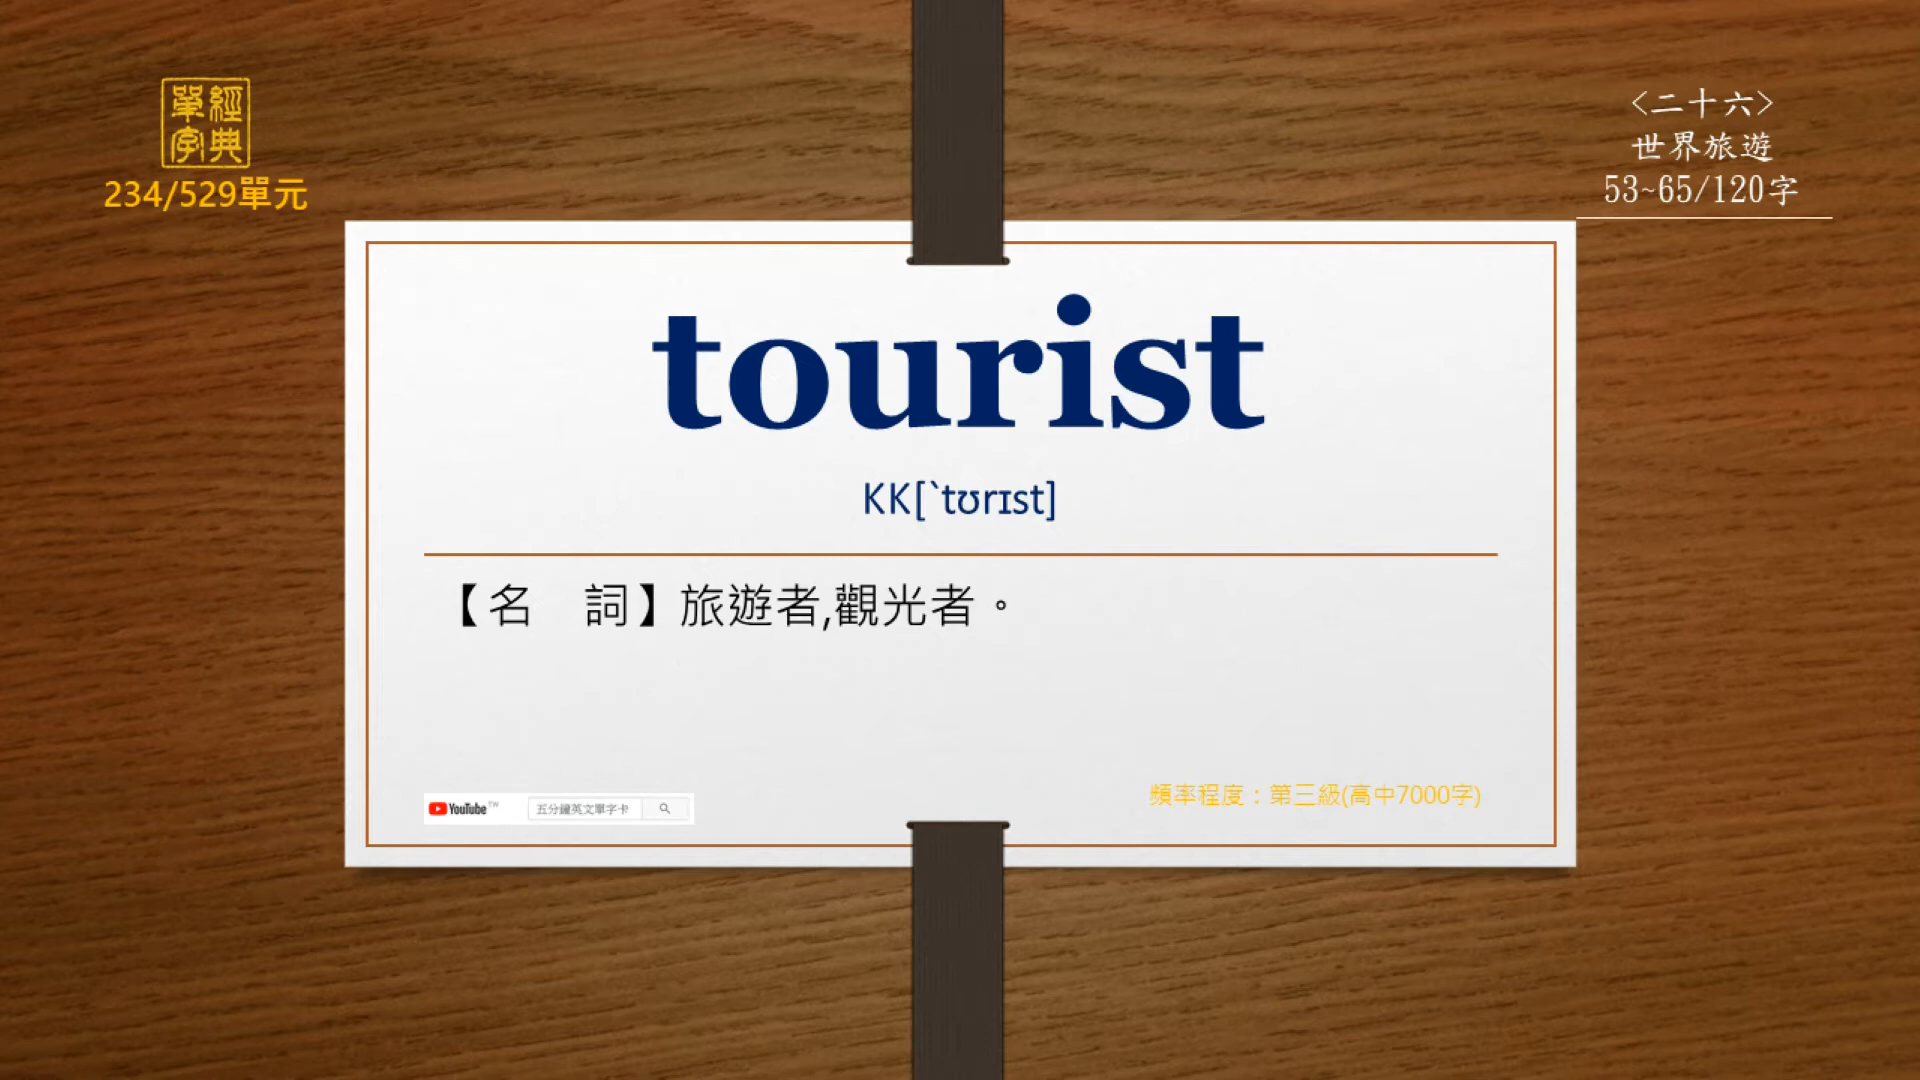 經典
單字
234/529單元
<二十六>
世界旅遊
53~65/120字
tourist
KK[ˋtʊrɪst]
【名　詞】旅遊者,觀光者。
頻率程度：第三級(高中7000字)
YouTube TW
五分鐘英文單字卡